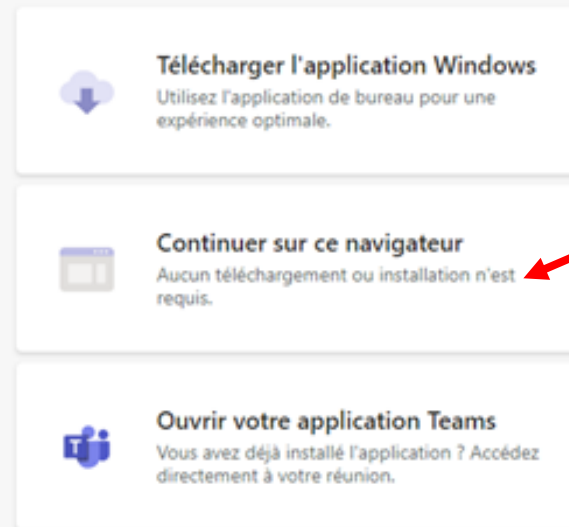 Télécharger l'application Windows
Utilisez l'application de bureau pour une
expérience optimale.
Continuer sur ce navigateur
Aucun téléchargement ou installation n'est
requis.
Ouvrir votre application Teams
Vous avez déjà installé l'application ? Accédez
directement à votre réunion.